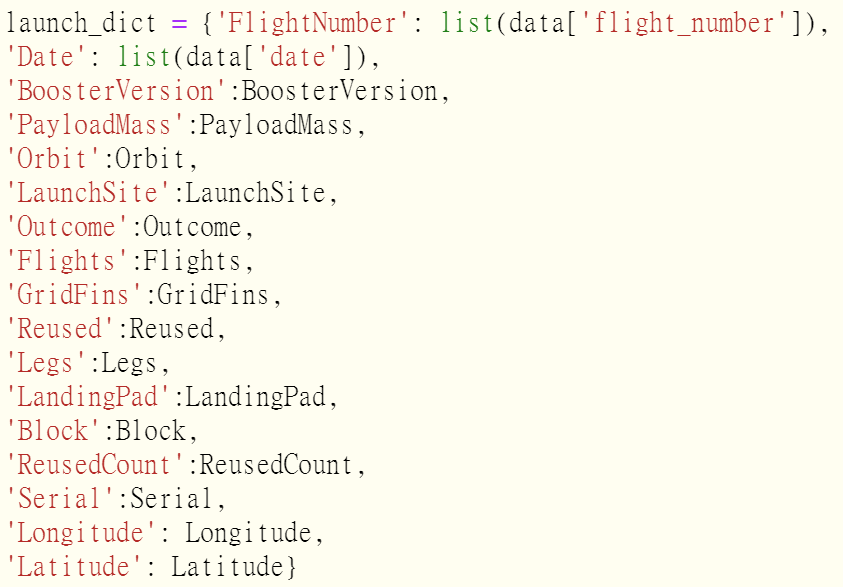 launch_dict = {'FlightNumber': list(data['flight_number']),
'Date': list(data['date']),
'BoosterVersion':BoosterVersion,
'PayloadMass':PayloadMass,
'Orbit':Orbit,
'LaunchSite':LaunchSite,
'Outcome':Outcome,
'Flights':Flights,
'GridFins':GridFins,
'Reused':Reused,
'Legs':Legs,
'LandingPad':LandingPad,
'Block':Block,
'ReusedCount':ReusedCount,
'Serial':Serial,
'Longitude': Longitude,
'Latitude': Latitude}